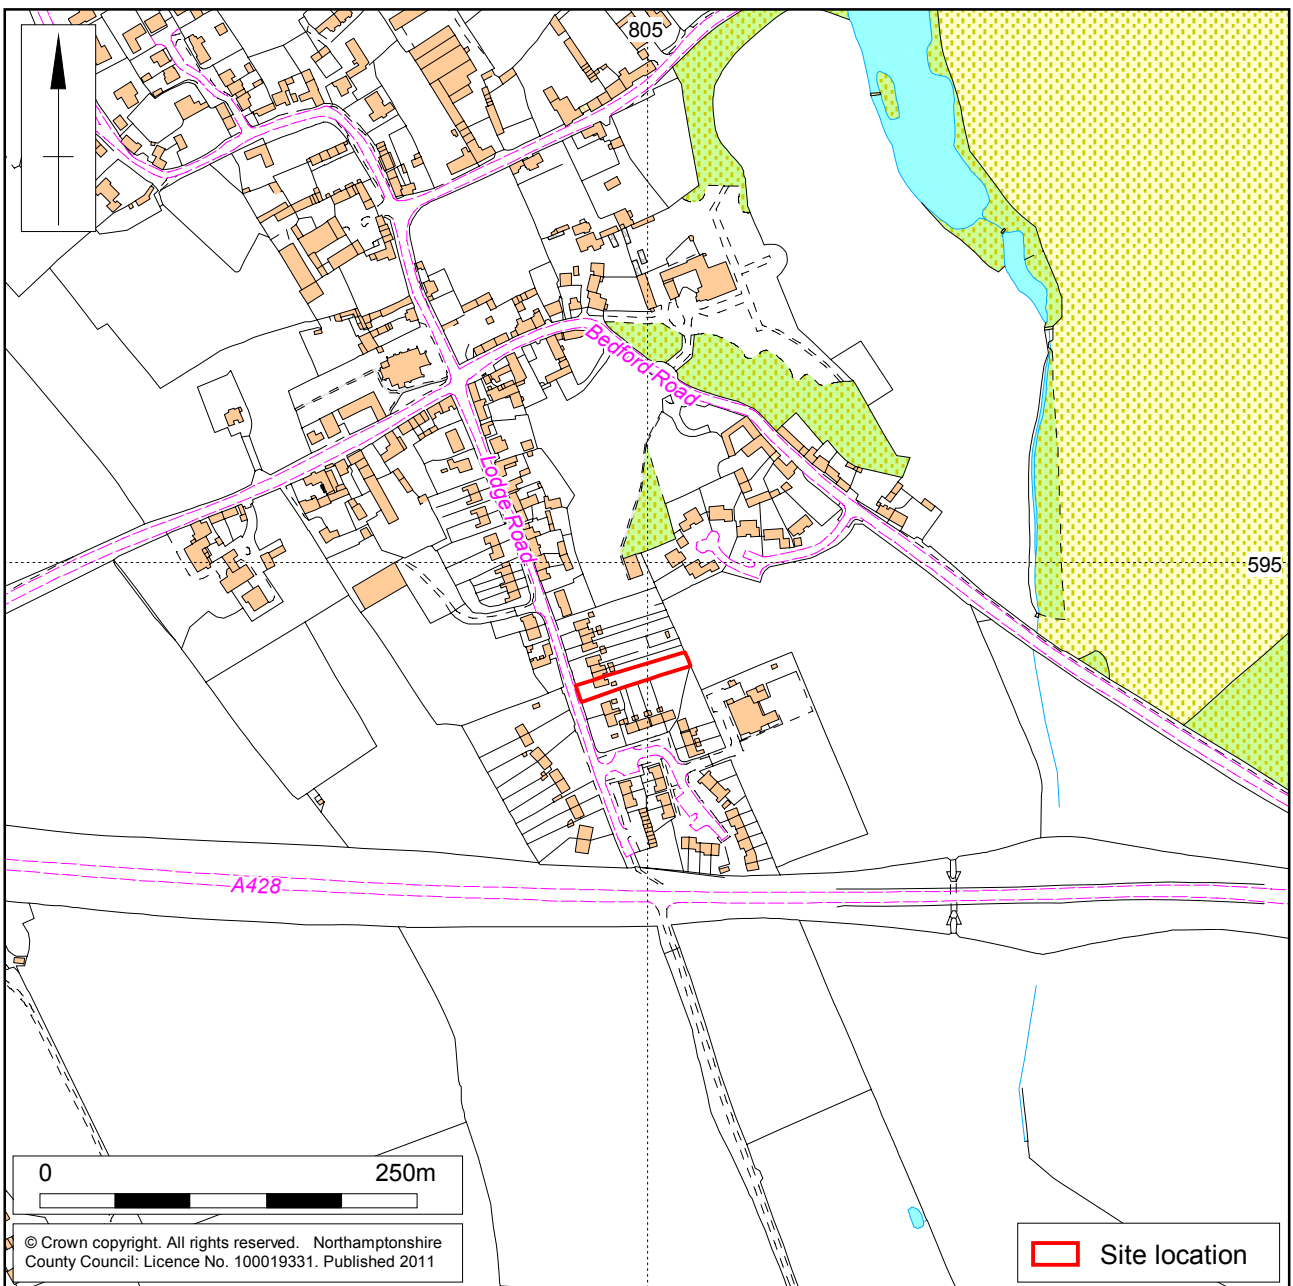 805
Bedford Road
Lodge Road
595
A428
0 250m
© Crown copyright. All rights reserved. Northamptonshire
County Council: Licence No. 100019331. Published 2011
Site location